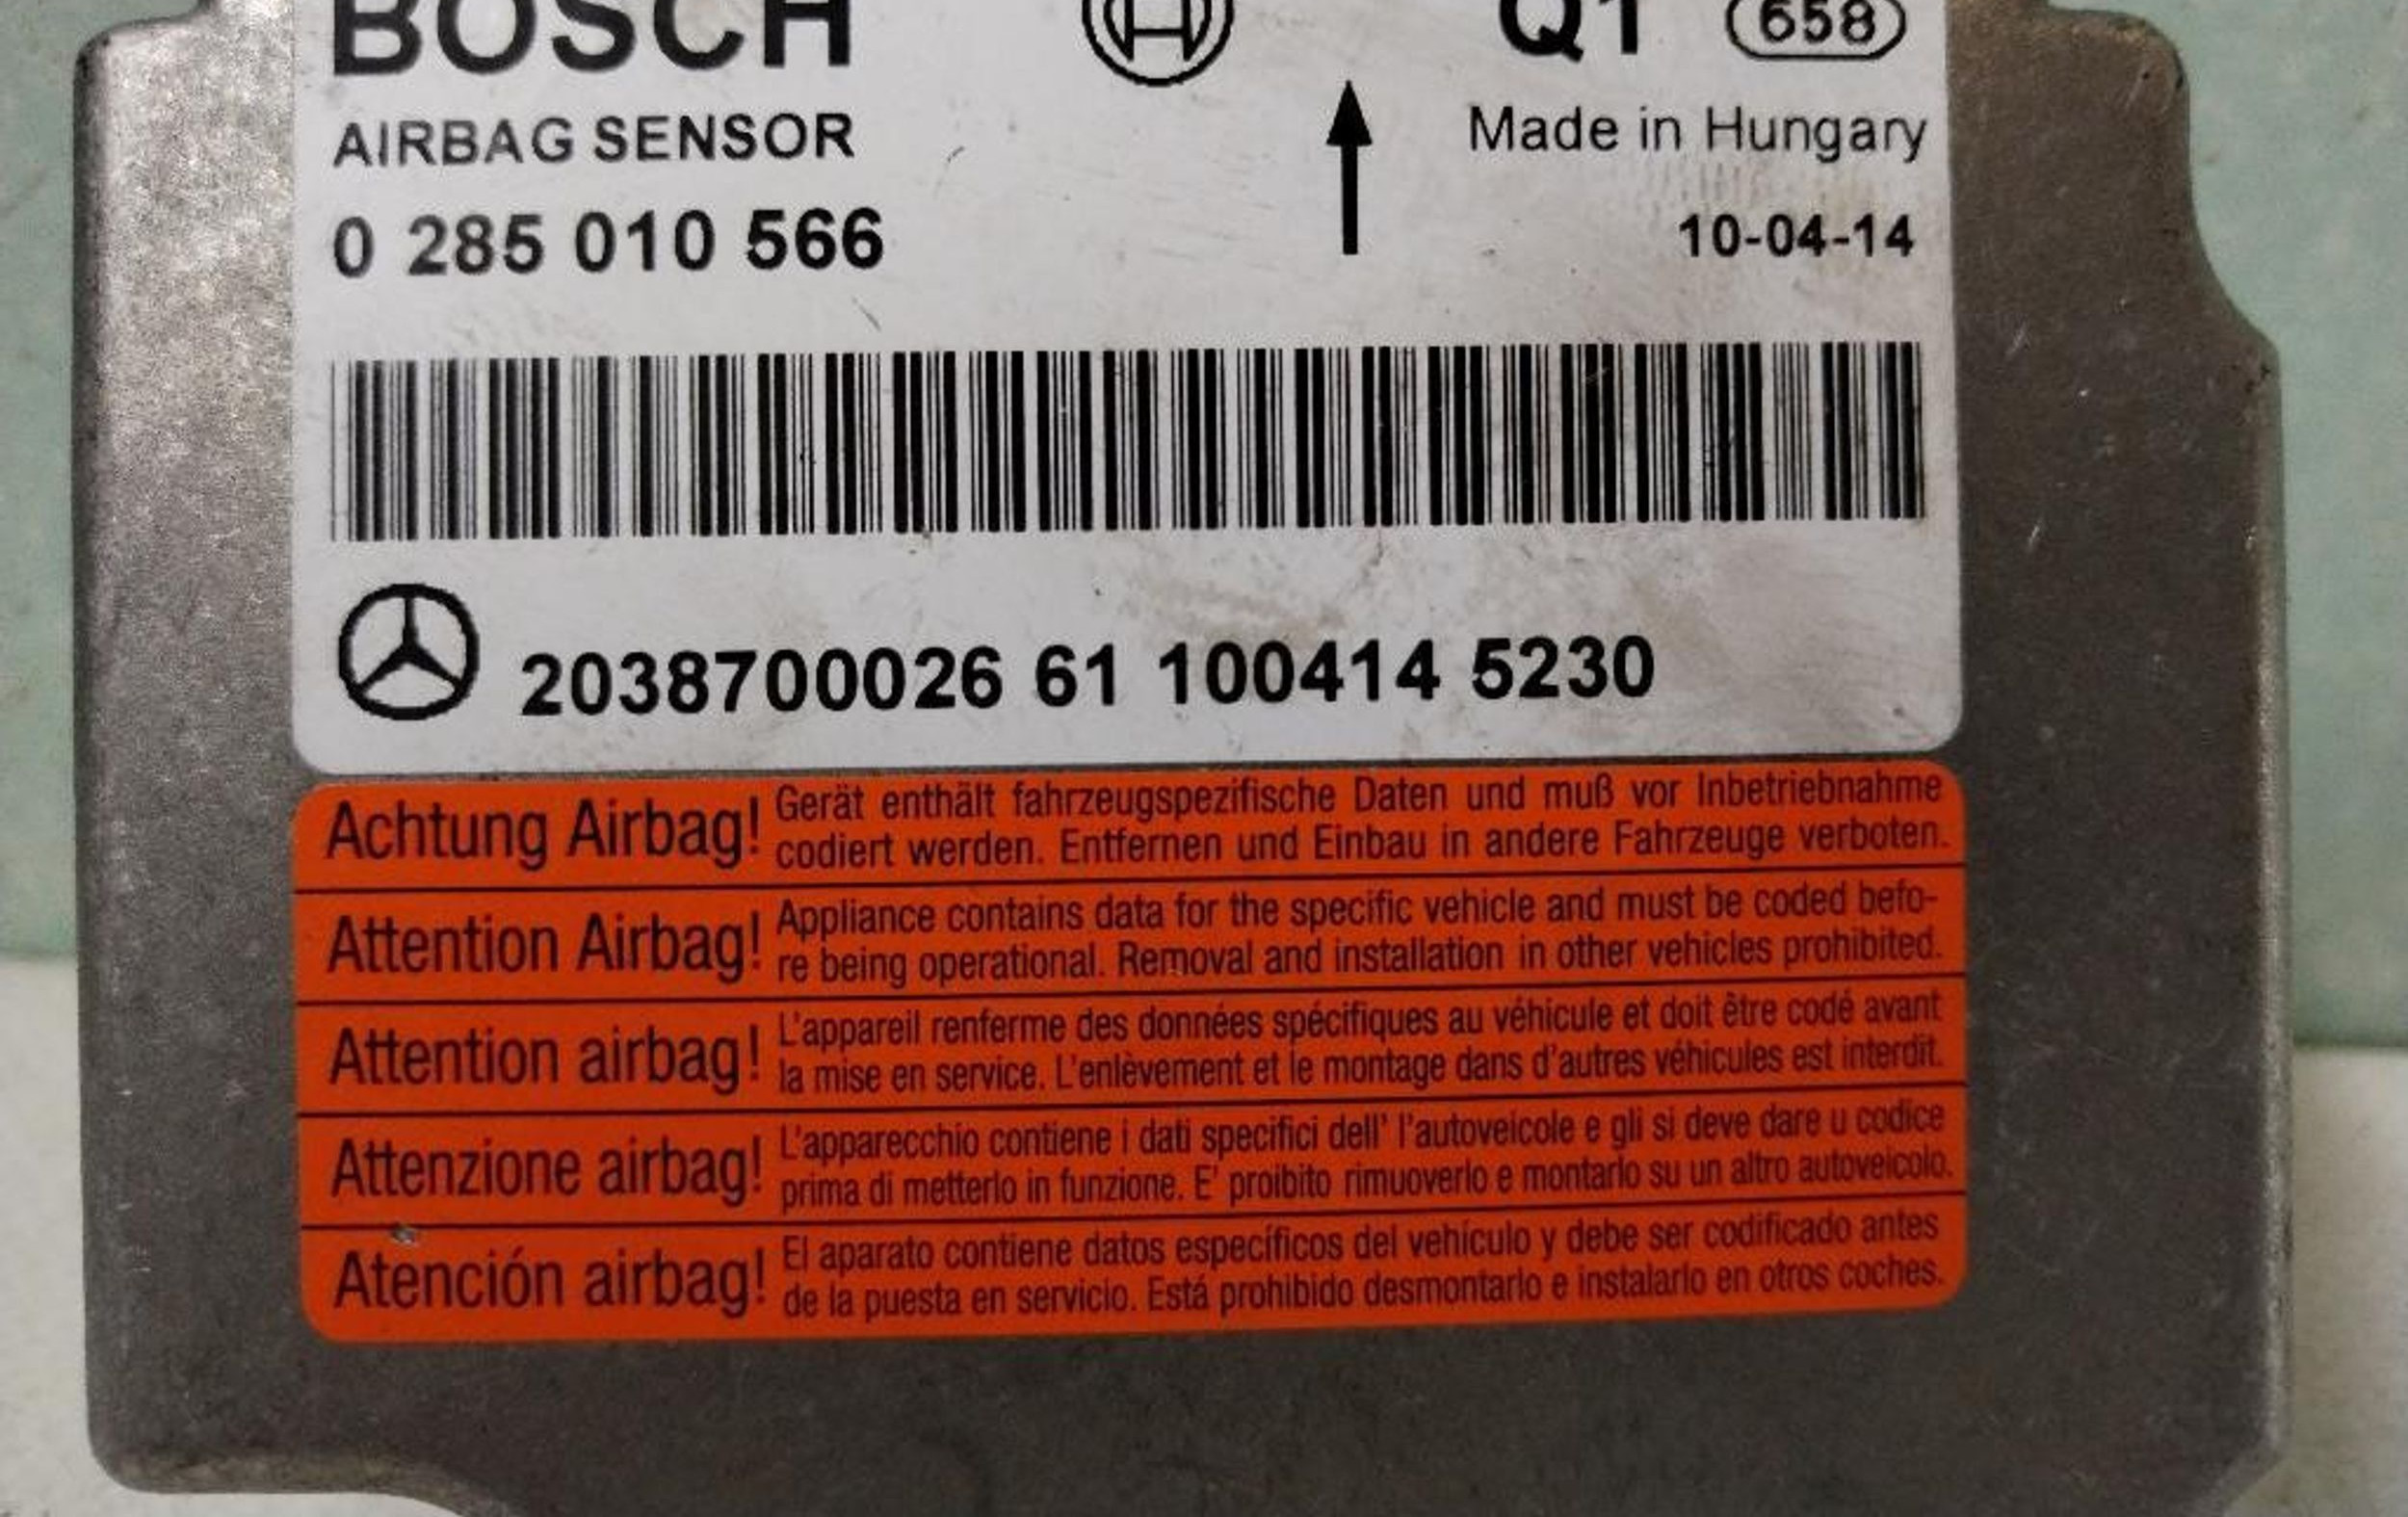 BOSCH Q1 658
AIRBAG SENSOR Made in Hungary
0 285 010 566 10-04-14
2038700026 61 100414 5230
Achtung Airbag! Gerät enthält fahrzeugspezifische Daten und muß vor Inbetriebnahme
codiert werden. Entfernen und Einbau in andere Fahrzeuge verboten.
Attention Airbag! Appliance contains data for the specific vehicle and must be coded befo-
re being operational. Removal and installation in other vehicles prohibited.
Attention airbag! L'appareil renferme des données spécifiques au véhicule et doit être codé avant
la mise en service. L'enlèvement et le montage dans d'autres véhicules est interdit.
Attenzione airbag! L'apparecchio contiene i dati specifici dell' l'autoveicole e gli si deve dare u codice
prima di metterlo in funzione. E' proibito rimuoverlo e montarlo su un altro autoveicolo.
Atención airbag! El aparato contiene datos específicos del vehículo y debe ser codificado antes
de la puesta en servicio. Está prohibido desmontarlo e instalarlo en otros coches.